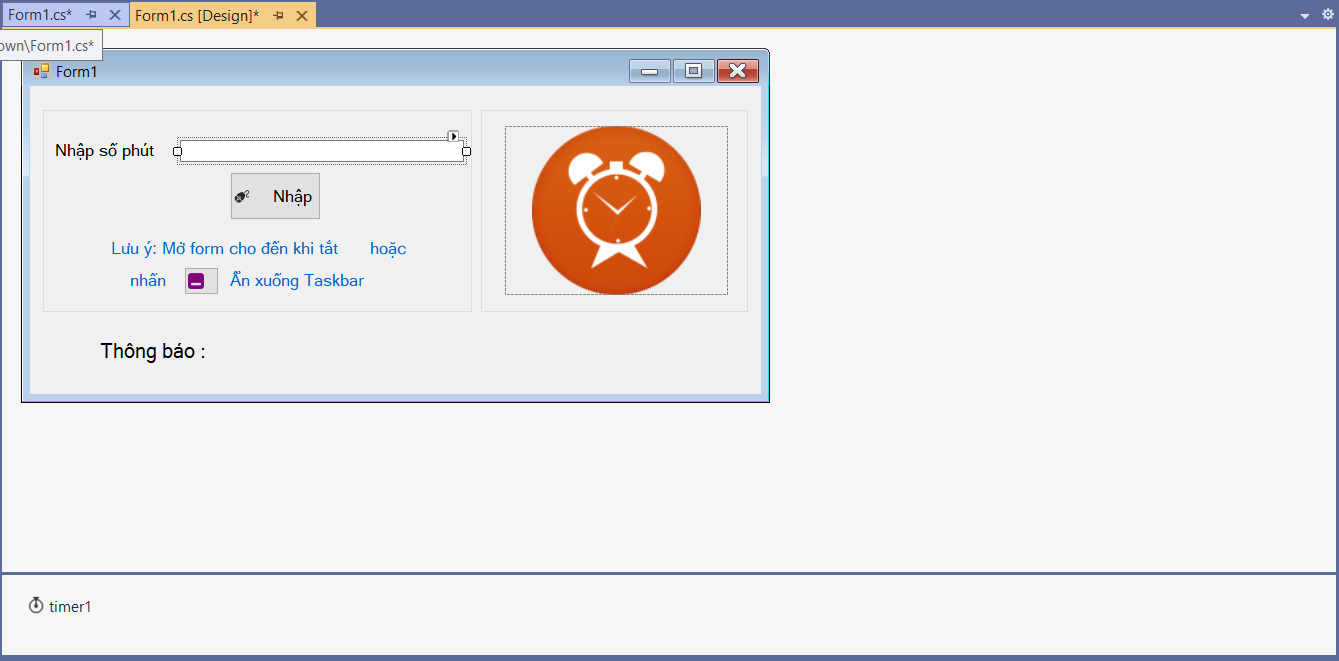 Form1.cs*
Form1.cs [Design]*
own\Form1.cs*
Form1
Nhập số phút
Nhập
Lưu ý: Mở form cho đến khi tắt hoặc
nhấn Ẩn xuống Taskbar
Thông báo :
timer1